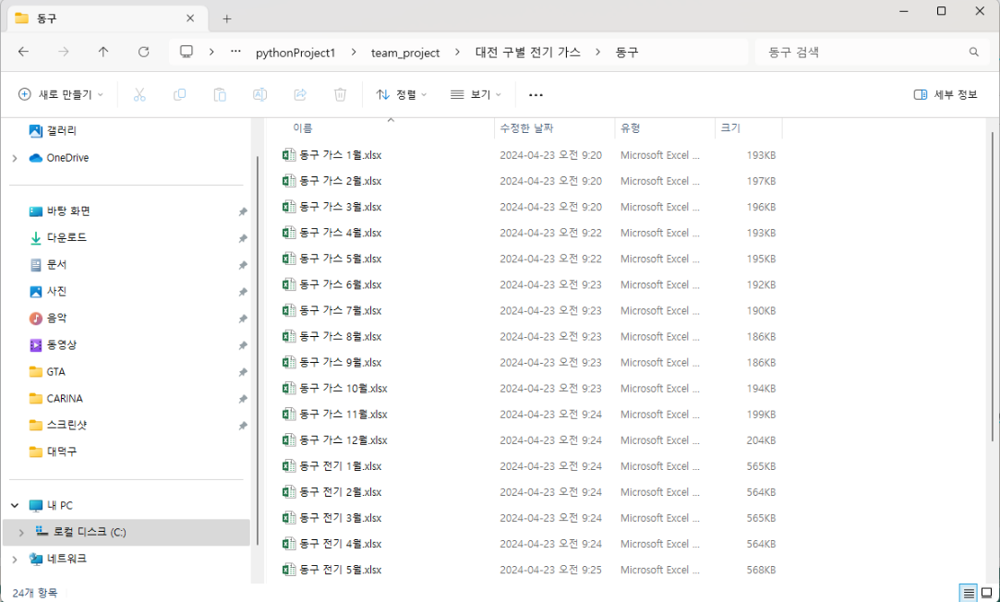 동구
pythonProject1 > team_project > 대전 구별 전기 가스 > 동구
동구 검색
새로 만들기
정렬
보기
세부 정보
갤러리
OneDrive
바탕 화면
다운로드
문서
사진
음악
동영상
GTA
CARINA
스크린샷
대덕구
내 PC
로컬 디스크 (C:)
네트워크
이름 수정한 날짜 유형 크기
동구 가스 1월.xlsx 2024-04-23 오전 9:20 Microsoft Excel ... 193KB
동구 가스 2월.xlsx 2024-04-23 오전 9:20 Microsoft Excel ... 197KB
동구 가스 3월.xlsx 2024-04-23 오전 9:20 Microsoft Excel ... 196KB
동구 가스 4월.xlsx 2024-04-23 오전 9:22 Microsoft Excel ... 193KB
동구 가스 5월.xlsx 2024-04-23 오전 9:22 Microsoft Excel ... 195KB
동구 가스 6월.xlsx 2024-04-23 오전 9:23 Microsoft Excel ... 192KB
동구 가스 7월.xlsx 2024-04-23 오전 9:23 Microsoft Excel ... 190KB
동구 가스 8월.xlsx 2024-04-23 오전 9:23 Microsoft Excel ... 186KB
동구 가스 9월.xlsx 2024-04-23 오전 9:23 Microsoft Excel ... 186KB
동구 가스 10월.xlsx 2024-04-23 오전 9:23 Microsoft Excel ... 194KB
동구 가스 11월.xlsx 2024-04-23 오전 9:24 Microsoft Excel ... 199KB
동구 가스 12월.xlsx 2024-04-23 오전 9:24 Microsoft Excel ... 204KB
동구 전기 1월.xlsx 2024-04-23 오전 9:24 Microsoft Excel ... 565KB
동구 전기 2월.xlsx 2024-04-23 오전 9:24 Microsoft Excel ... 564KB
동구 전기 3월.xlsx 2024-04-23 오전 9:24 Microsoft Excel ... 565KB
동구 전기 4월.xlsx 2024-04-23 오전 9:24 Microsoft Excel ... 564KB
동구 전기 5월.xlsx 2024-04-23 오전 9:25 Microsoft Excel ... 568KB
24개 항목